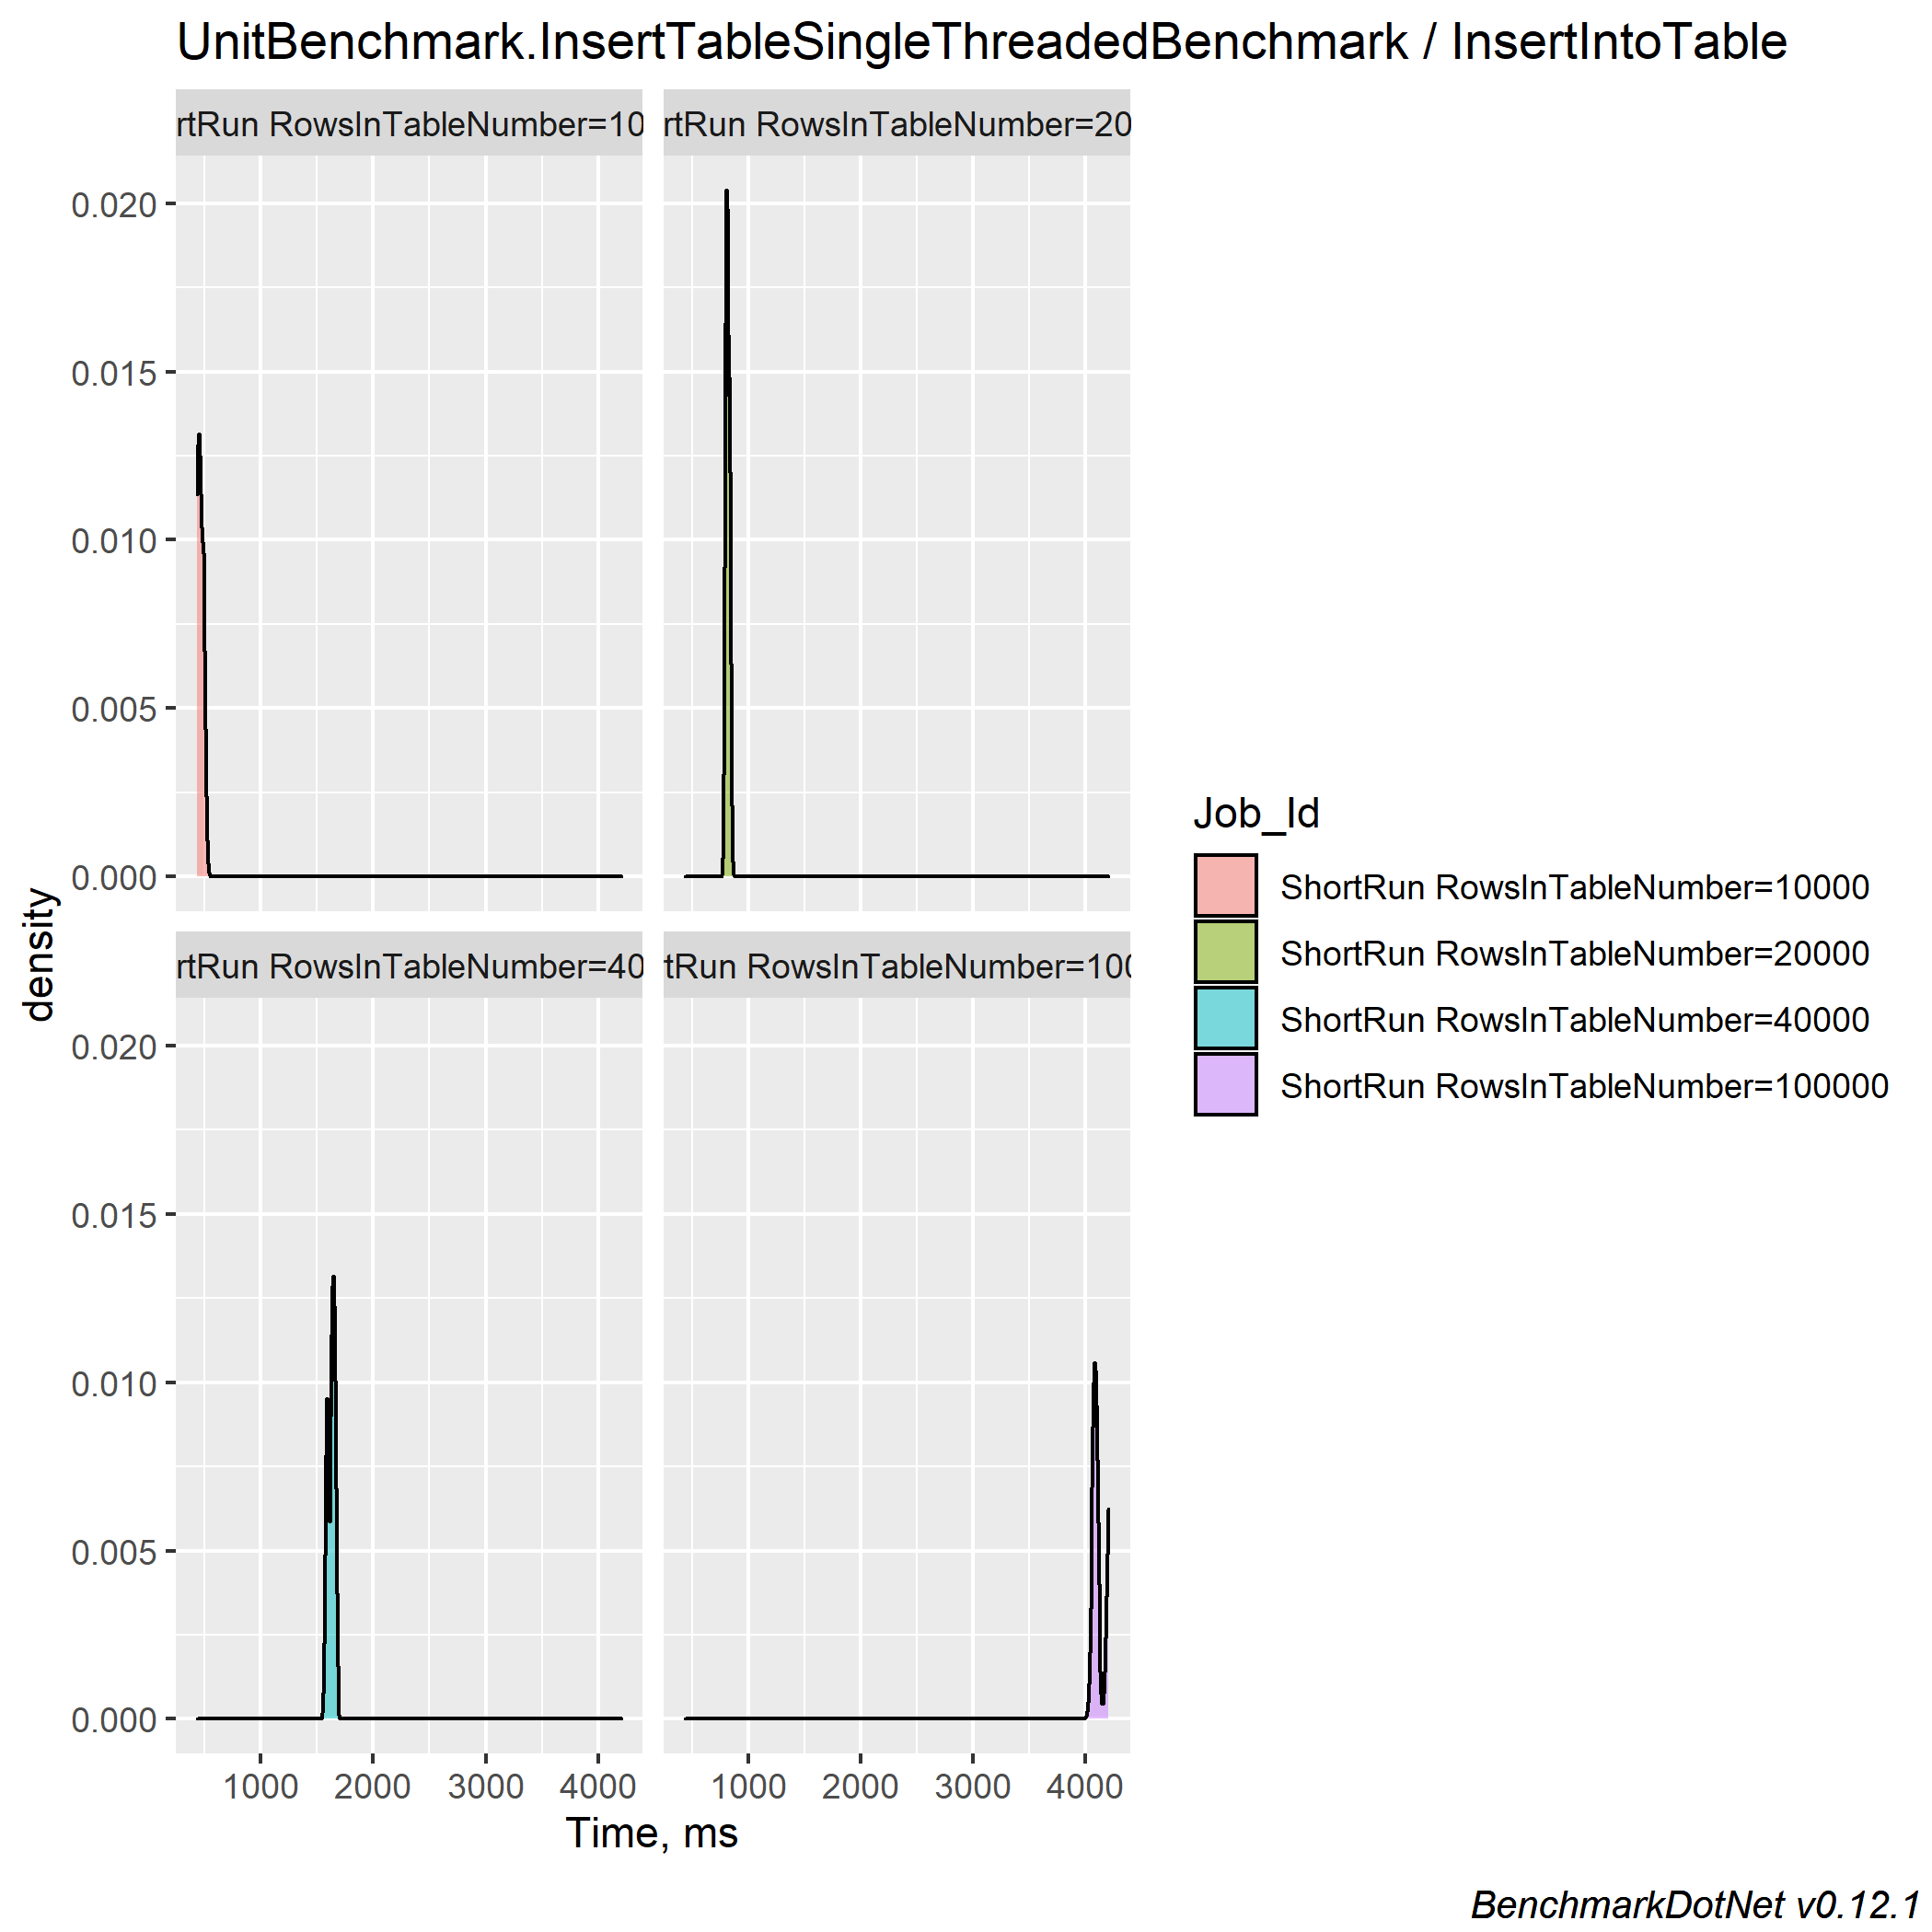 UnitBenchmark.InsertTableSingleThreadedBenchmark / InsertIntoTable
rtRun RowsInTableNumber=10
rtRun RowsInTableNumber=20
0.020
0.015
0.010
0.005
0.000
rtRun RowsInTableNumber=40
tRun RowsInTableNumber=100
0.020
0.015
0.010
0.005
0.000
density
1000 2000 3000 4000
1000 2000 3000 4000
Time, ms
Job_Id
ShortRun RowsInTableNumber=10000
ShortRun RowsInTableNumber=20000
ShortRun RowsInTableNumber=40000
ShortRun RowsInTableNumber=100000
BenchmarkDotNet v0.12.1